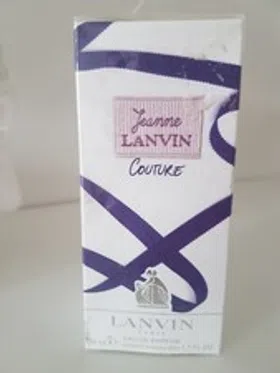 Jeanne
LANVIN
COUTURE
LANVIN
PARIS
EAU DE PARFUM